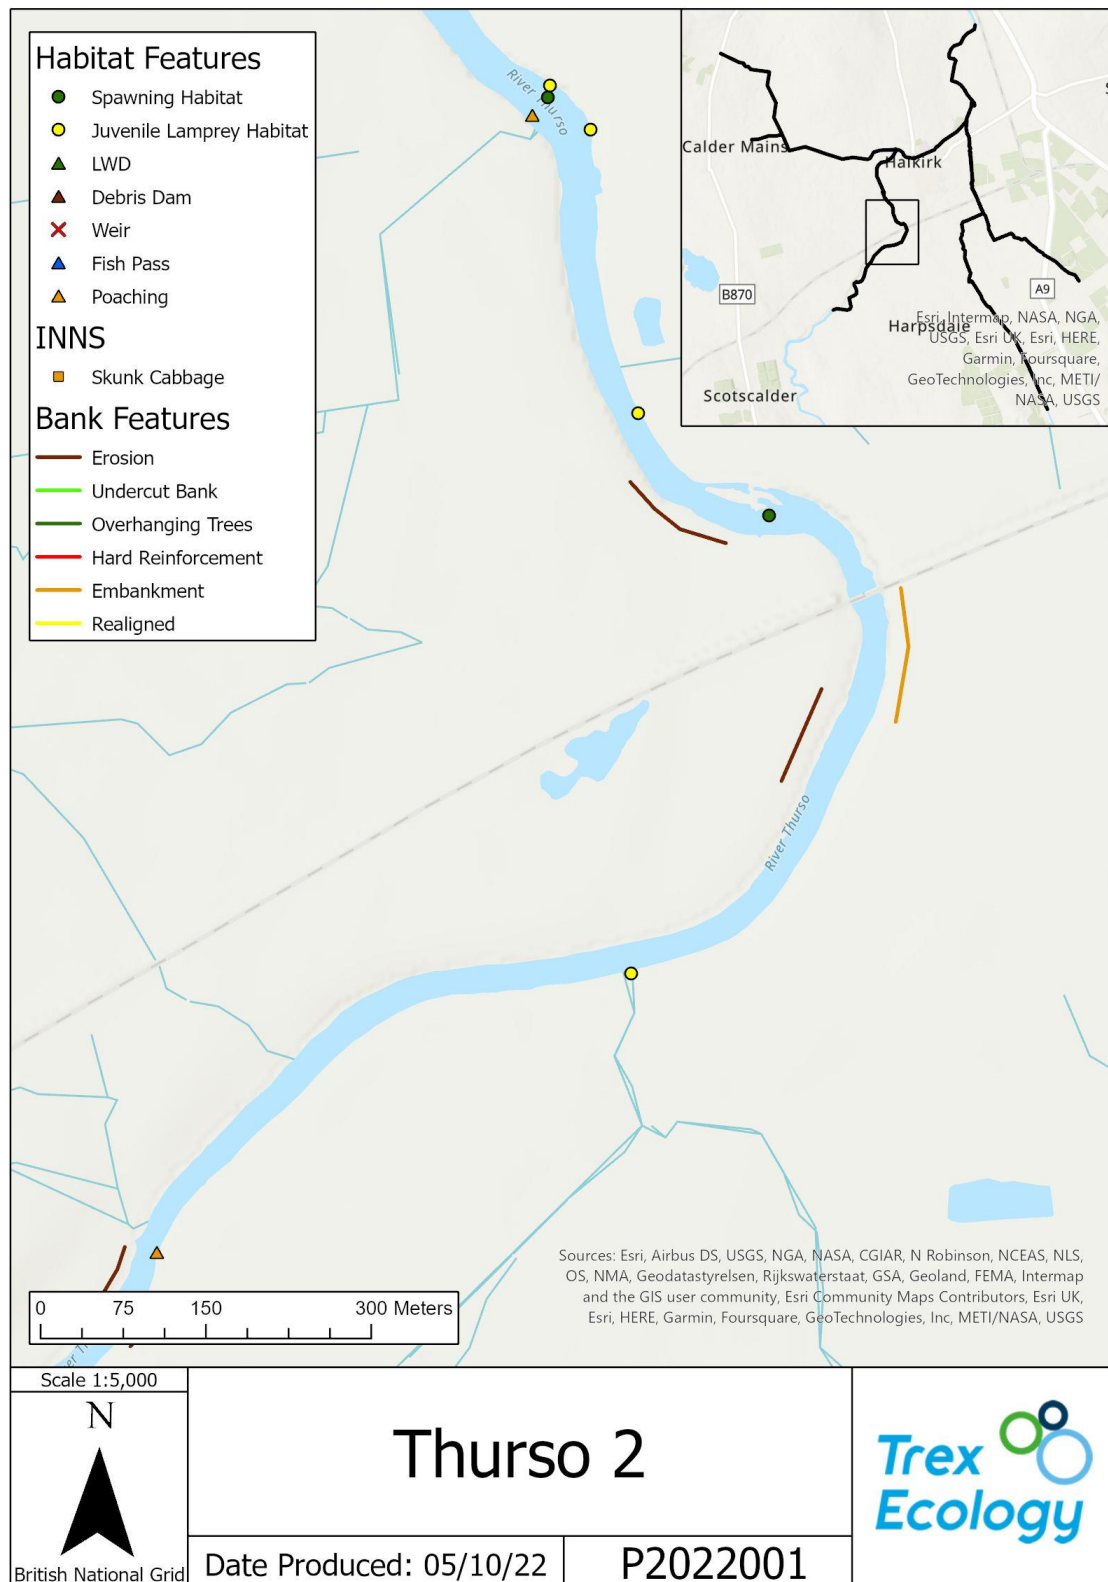 Habitat Features
Spawning Habitat
Juvenile Lamprey Habitat
LWD
Debris Dam
Weir
Fish Pass
Poaching
INNS
Skunk Cabbage
Bank Features
Erosion
Undercut Bank
Overhanging Trees
Hard Reinforcement
Embankment
Realigned
River Thurso
Calder Mains
Halkirk
S
B870
A9
Harpsdale
Scotscalder
Esri, Intermap, NASA, NGA,
USGS, Esri UK, Esri, HERE,
Garmin, Foursquare,
GeoTechnologies, Inc, METI/
NASA, USGS
River Thurso
Sources: Esri, Airbus DS, USGS, NGA, NASA, CGIAR, N Robinson, NCEAS, NLS,
OS, NMA, Geodatastyrelsen, Rijkswaterstaat, GSA, Geoland, FEMA, Intermap
and the GIS user community, Esri Community Maps Contributors, Esri UK,
Esri, HERE, Garmin, Foursquare, GeoTechnologies, Inc, METI/NASA, USGS
0 75 150 300 Meters
River T
Scale 1:5,000
N
British National Grid
Thurso 2
Date Produced: 05/10/22
P2022001
Trex
Ecology